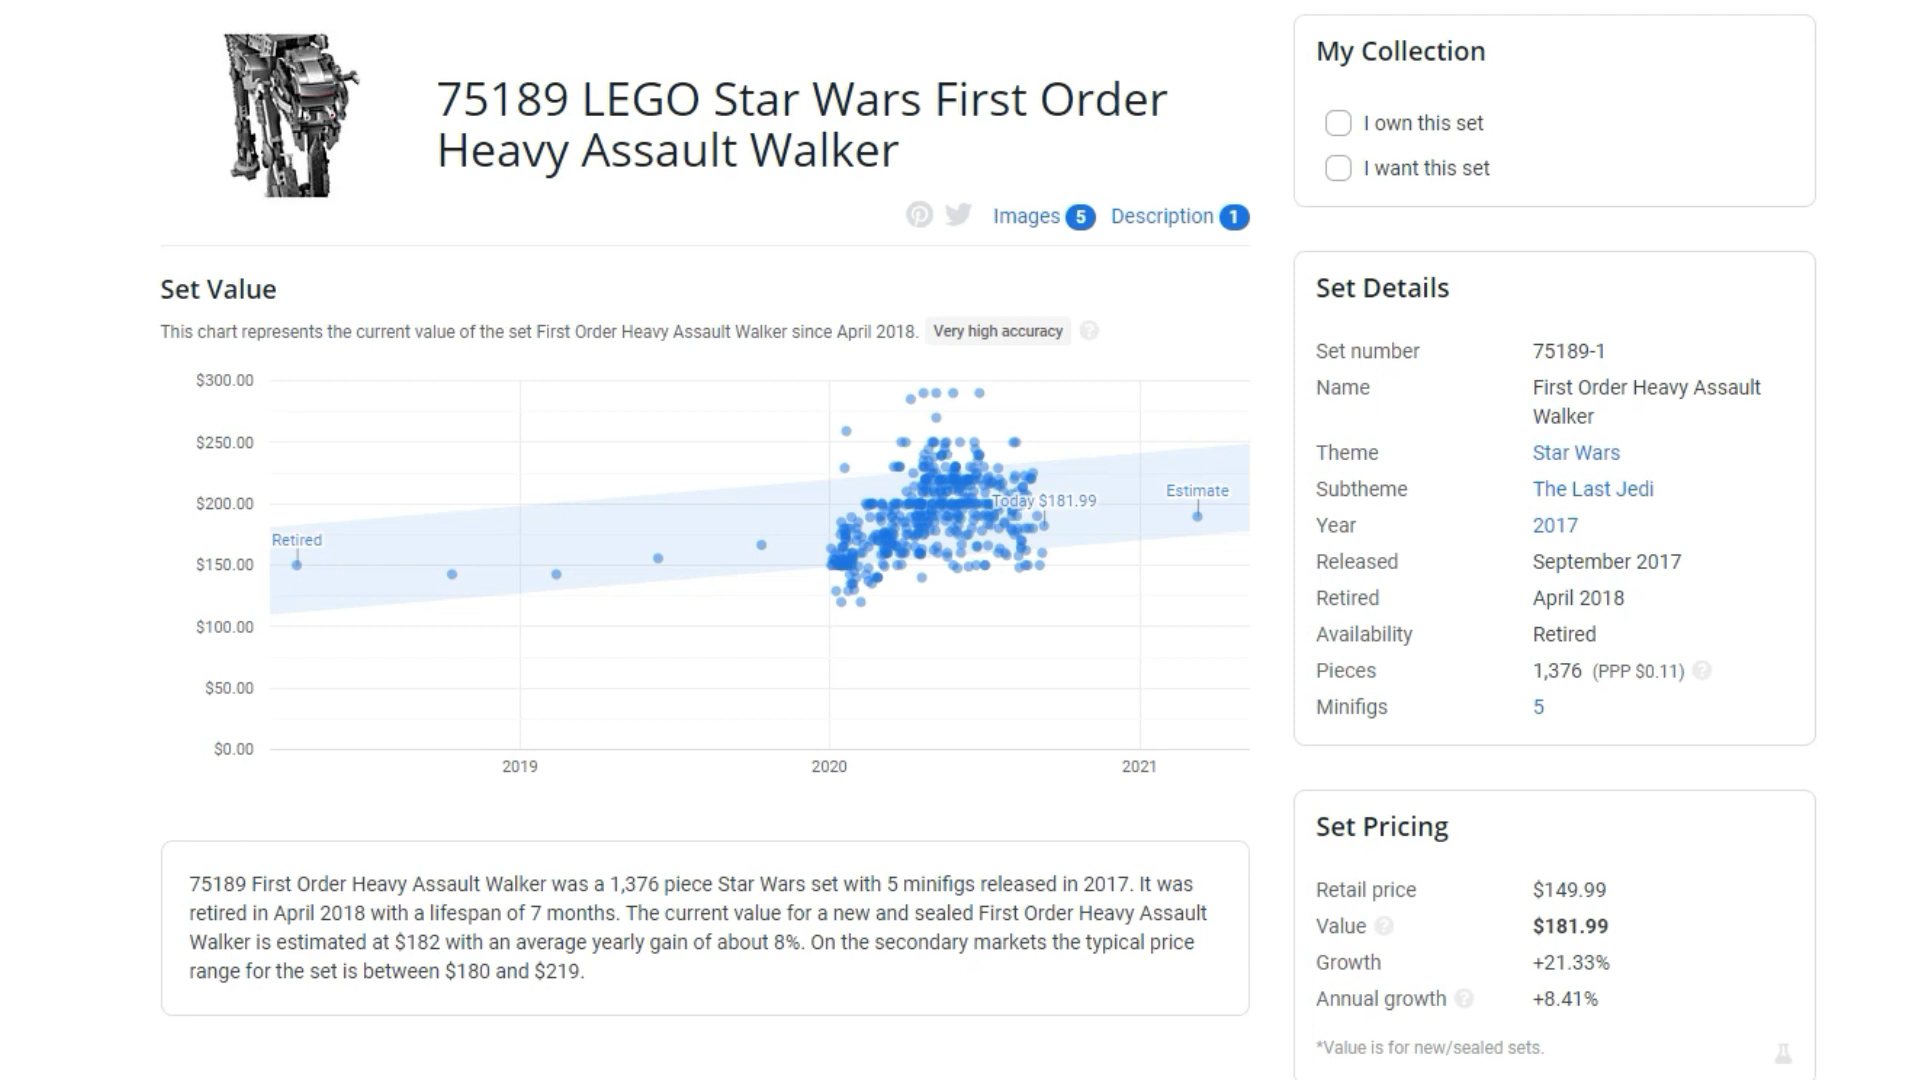 75189 LEGO Star Wars First Order
Heavy Assault Walker
Images 5 Description 1
Set Value
This chart represents the current value of the set First Order Heavy Assault Walker since April 2018. Very high accuracy ?
$300.00
$250.00
$200.00
$150.00
$100.00
$50.00
$0.00
Retired
Today $181.99
Estimate
2019 2020 2021
75189 First Order Heavy Assault Walker was a 1,376 piece Star Wars set with 5 minifigs released in 2017. It was
retired in April 2018 with a lifespan of 7 months. The current value for a new and sealed First Order Heavy Assault
Walker is estimated at $182 with an average yearly gain of about 8%. On the secondary markets the typical price
range for the set is between $180 and $219.
My Collection
I own this set
I want this set
Set Details
Set number 75189-1
Name First Order Heavy Assault
Walker
Theme Star Wars
Subtheme The Last Jedi
Year 2017
Released September 2017
Retired April 2018
Availability Retired
Pieces 1,376 (PPP $0.11) ?
Minifigs 5
Set Pricing
Retail price $149.99
Value ? $181.99
Growth +21.33%
Annual growth ? +8.41%
*Value is for new/sealed sets.